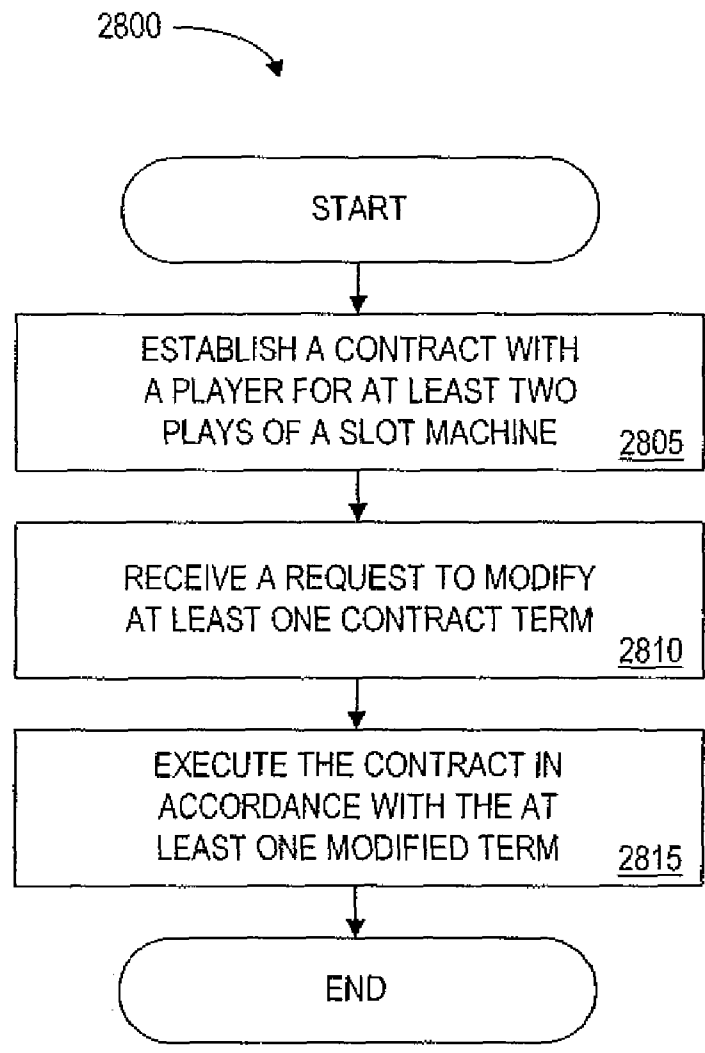 2800
START
ESTABLISH A CONTRACT WITH
A PLAYER FOR AT LEAST TWO
PLAYS OF A SLOT MACHINE
2805
RECEIVE A REQUEST TO MODIFY
AT LEAST ONE CONTRACT TERM
2810
EXECUTE THE CONTRACT IN
ACCORDANCE WITH THE AT
LEAST ONE MODIFIED TERM
2815
END